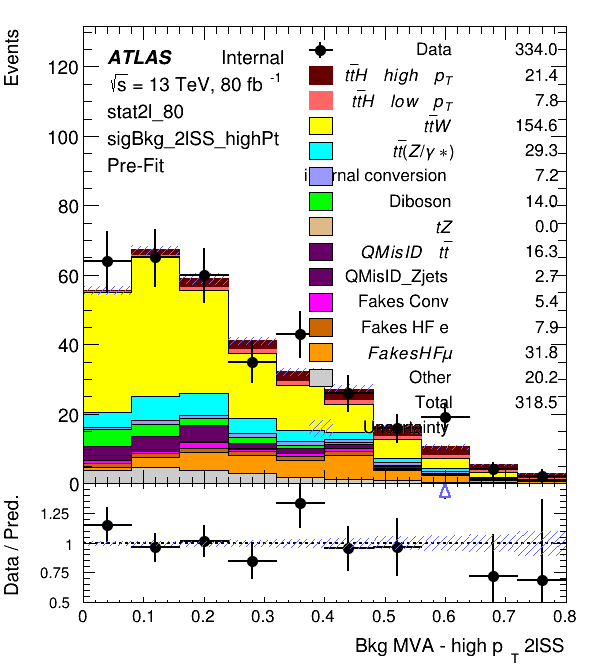 Events
ATLAS Internal
√s = 13 TeV, 80 fb -1
stat2l_80
sigBkg_2lSS_highPt
Pre-Fit
Data 334.0
tt̄H high p_T 21.4
tt̄H low p_T 7.8
tt̄W 154.6
tt̄(Z/γ *) 29.3
conversion 7.2
Diboson 14.0
tZ 0.0
QMisID tt̄ 16.3
QMisID_Zjets 2.7
Fakes Conv 5.4
Fakes HF e 7.9
FakesHFμ 31.8
Other 20.2
Total 318.5
Uncertainty
120
100
80
60
40
20
0
Data / Pred.
1.25
1
0.75
0.5
0 0.1 0.2 0.3 0.4 0.5 0.6 0.7 0.8
Bkg MVA - high p_T 2lSS